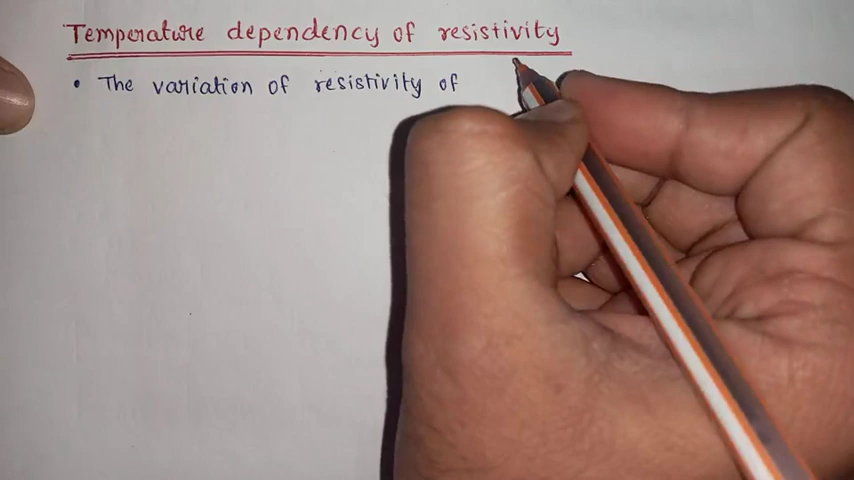 Temperature dependency of resistivity
• The variation of resistivity of